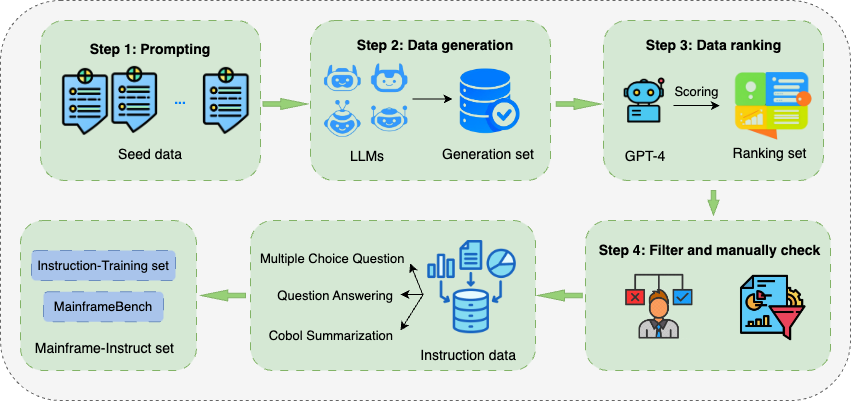 Step 1: Prompting
...
Seed data
Step 2: Data generation
LLMs
Generation set
Step 3: Data ranking
Scoring
GPT-4
Ranking set
Step 4: Filter and manually check
Multiple Choice Question
Question Answering
Cobol Summarization
Instruction data
Instruction-Training set
MainframeBench
Mainframe-Instruct set